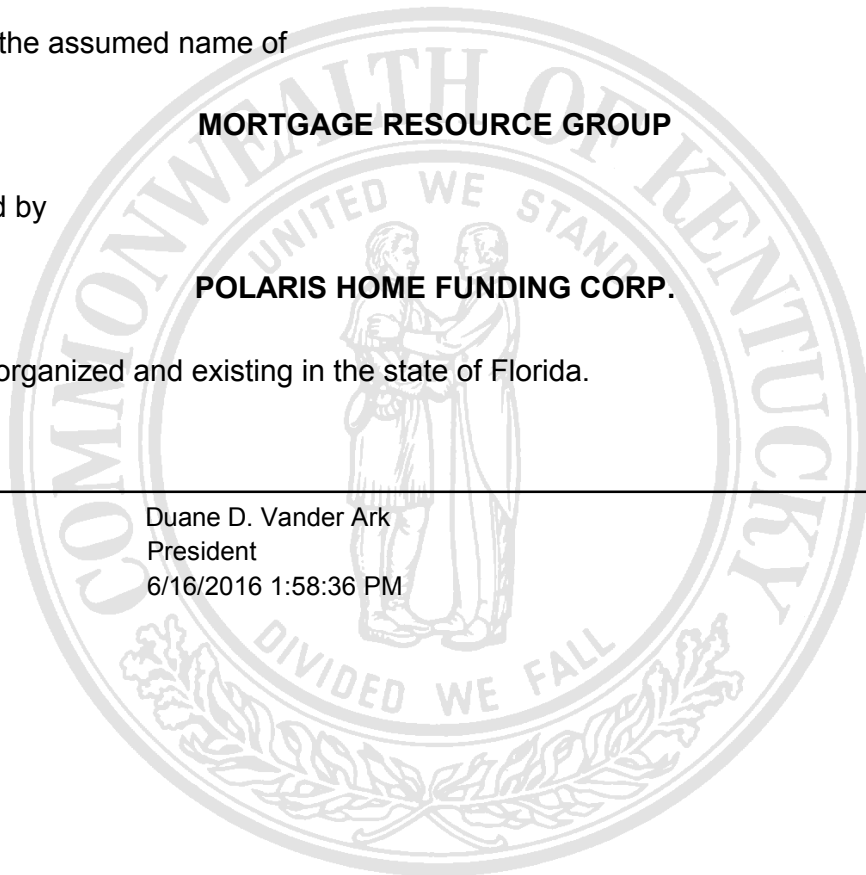 the assumed name of
MORTGAGE RESOURCE GROUP
d by
POLARIS HOME FUNDING CORP.
organized and existing in the state of Florida.
Duane D. Vander Ark
President
6/16/2016 1:58:36 PM
COMMONWEALTH OF KENTUCKY
UNITED WE STAND
DIVIDED WE FALL